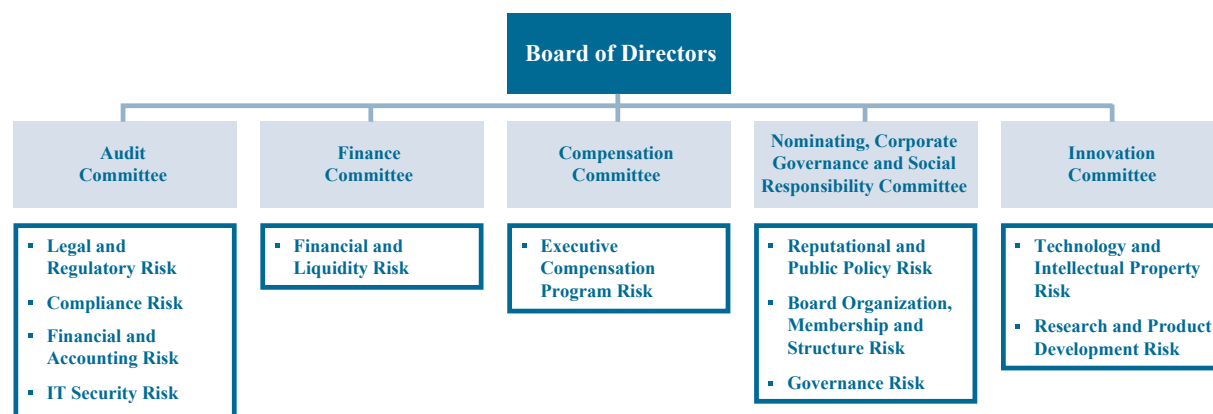 Board of Directors
Audit
Committee
Finance
Committee
Compensation
Committee
Nominating, Corporate
Governance and Social
Responsibility Committee
Innovation
Committee
▪ Legal and
Regulatory Risk
▪ Compliance Risk
▪ Financial and
Accounting Risk
▪ IT Security Risk
▪ Financial and
Liquidity Risk
▪ Executive
Compensation
Program Risk
▪ Reputational and
Public Policy Risk
▪ Board Organization,
Membership and
Structure Risk
▪ Governance Risk
▪ Technology and
Intellectual Property
Risk
▪ Research and Product
Development Risk